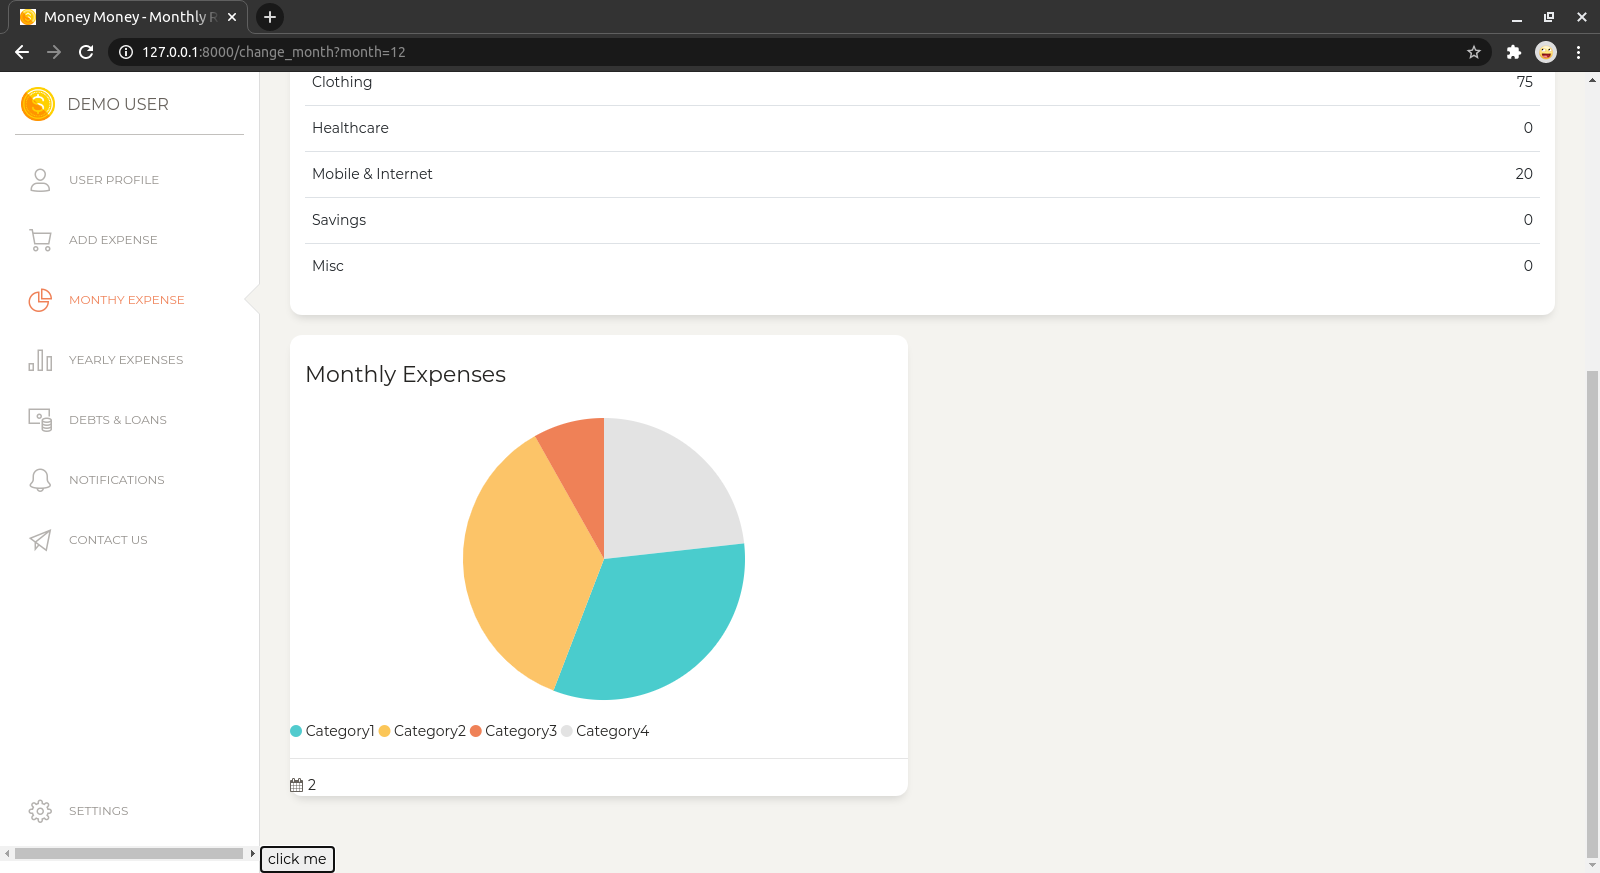 Money Money - Monthly R
127.0.0.1:8000/change_month?month=12
DEMO USER
USER PROFILE
ADD EXPENSE
MONTHY EXPENSE
YEARLY EXPENSES
DEBTS & LOANS
NOTIFICATIONS
CONTACT US
SETTINGS
Clothing 75
Healthcare 0
Mobile & Internet 20
Savings 0
Misc 0
Monthly Expenses
Category1 Category2 Category3 Category4
2
click me